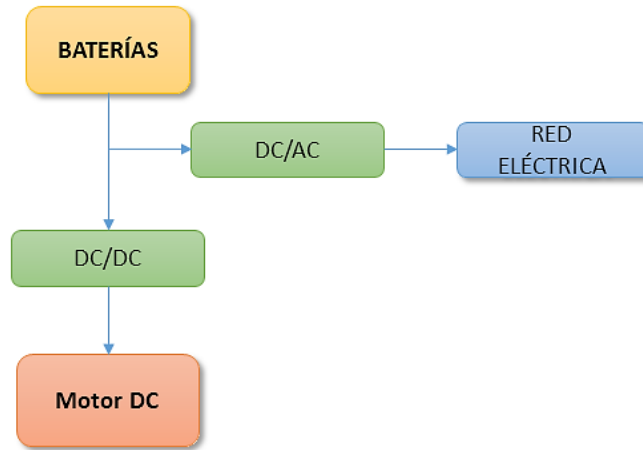 BATERÍAS
DC/AC
RED
ELÉCTRICA
DC/DC
Motor DC